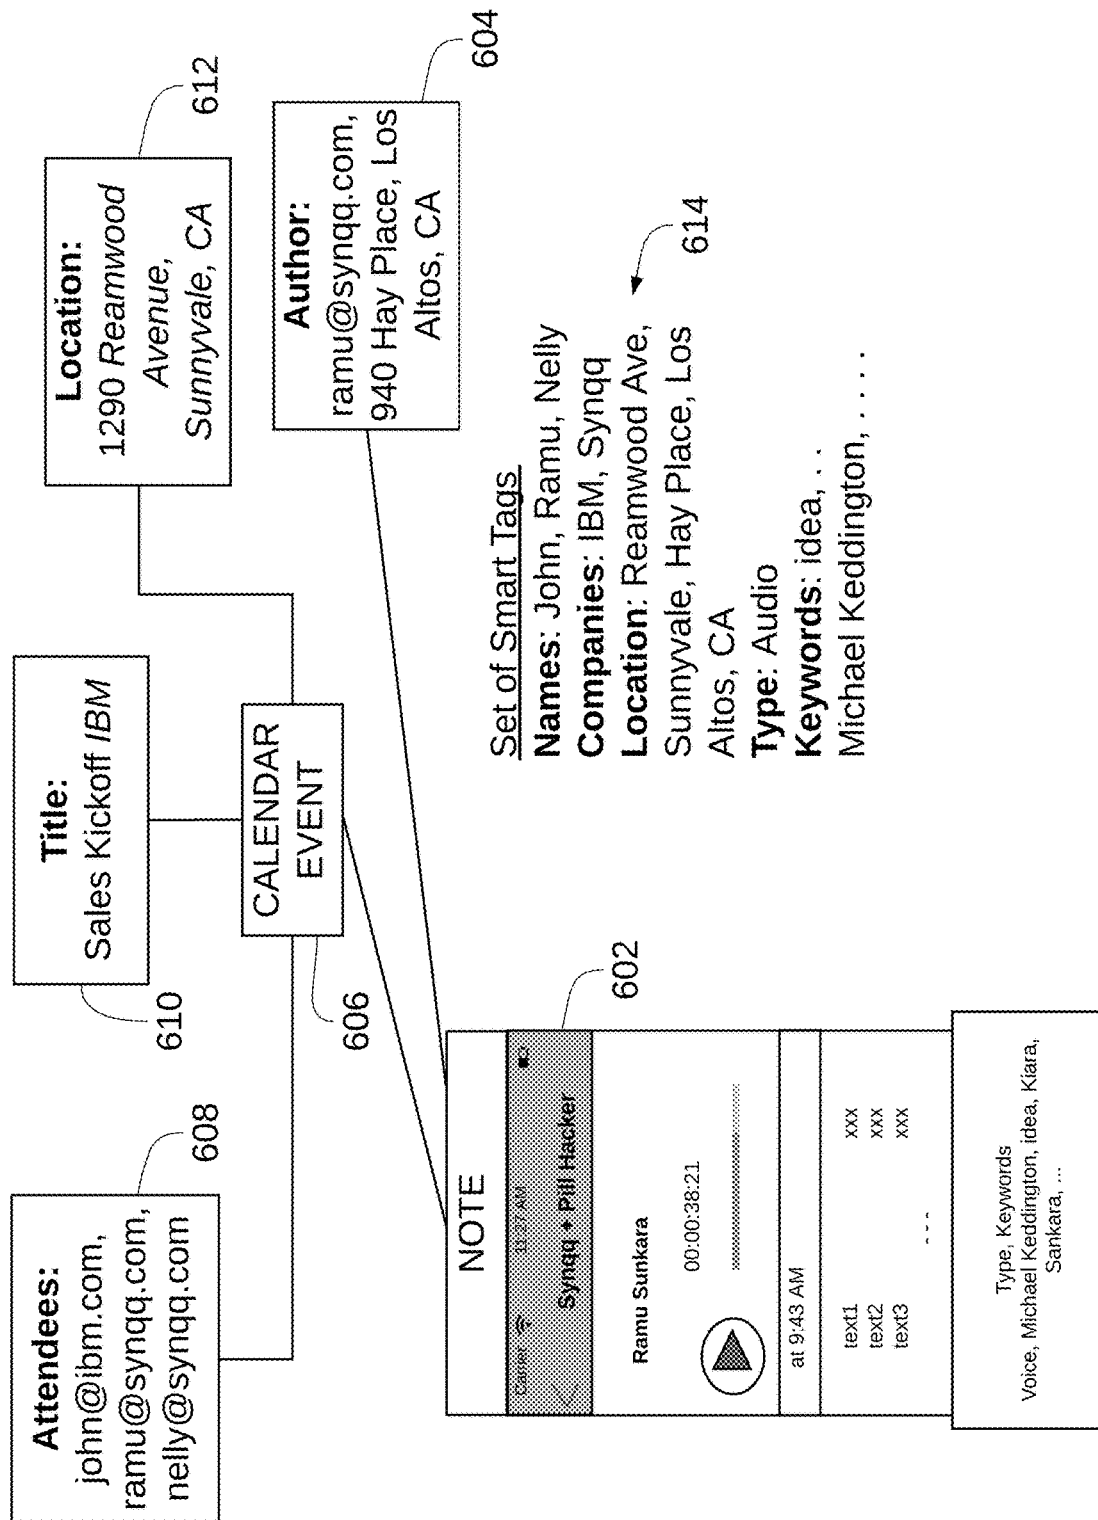 Attendees:
john@ibm.com,
ramu@synqq.com,
nelly@synqq.com
608
Title:
Sales Kickoff IBM
610
Location:
1290 Reamwood
Avenue,
Sunnyvale, CA
612
CALENDAR
EVENT
606
Author:
ramu@synqq.com,
940 Hay Place, Los
Altos, CA
604
NOTE
Carrier 11:27 AM
Synqq + Pill Hacker
602
Ramu Sunkara
00:00:38:21
at 9:43 AM
text1 xxx
text2 xxx
text3 xxx
- - -
Type, Keywords
Voice, Michael Keddington, idea, Kiara,
Sankara, ...
Set of Smart Tags
Names: John, Ramu, Nelly
Companies: IBM, Synqq
Location: Reamwood Ave,
Sunnyvale, Hay Place, Los
Altos, CA
Type: Audio
Keywords: idea, . .
Michael Keddington, . . . .
614